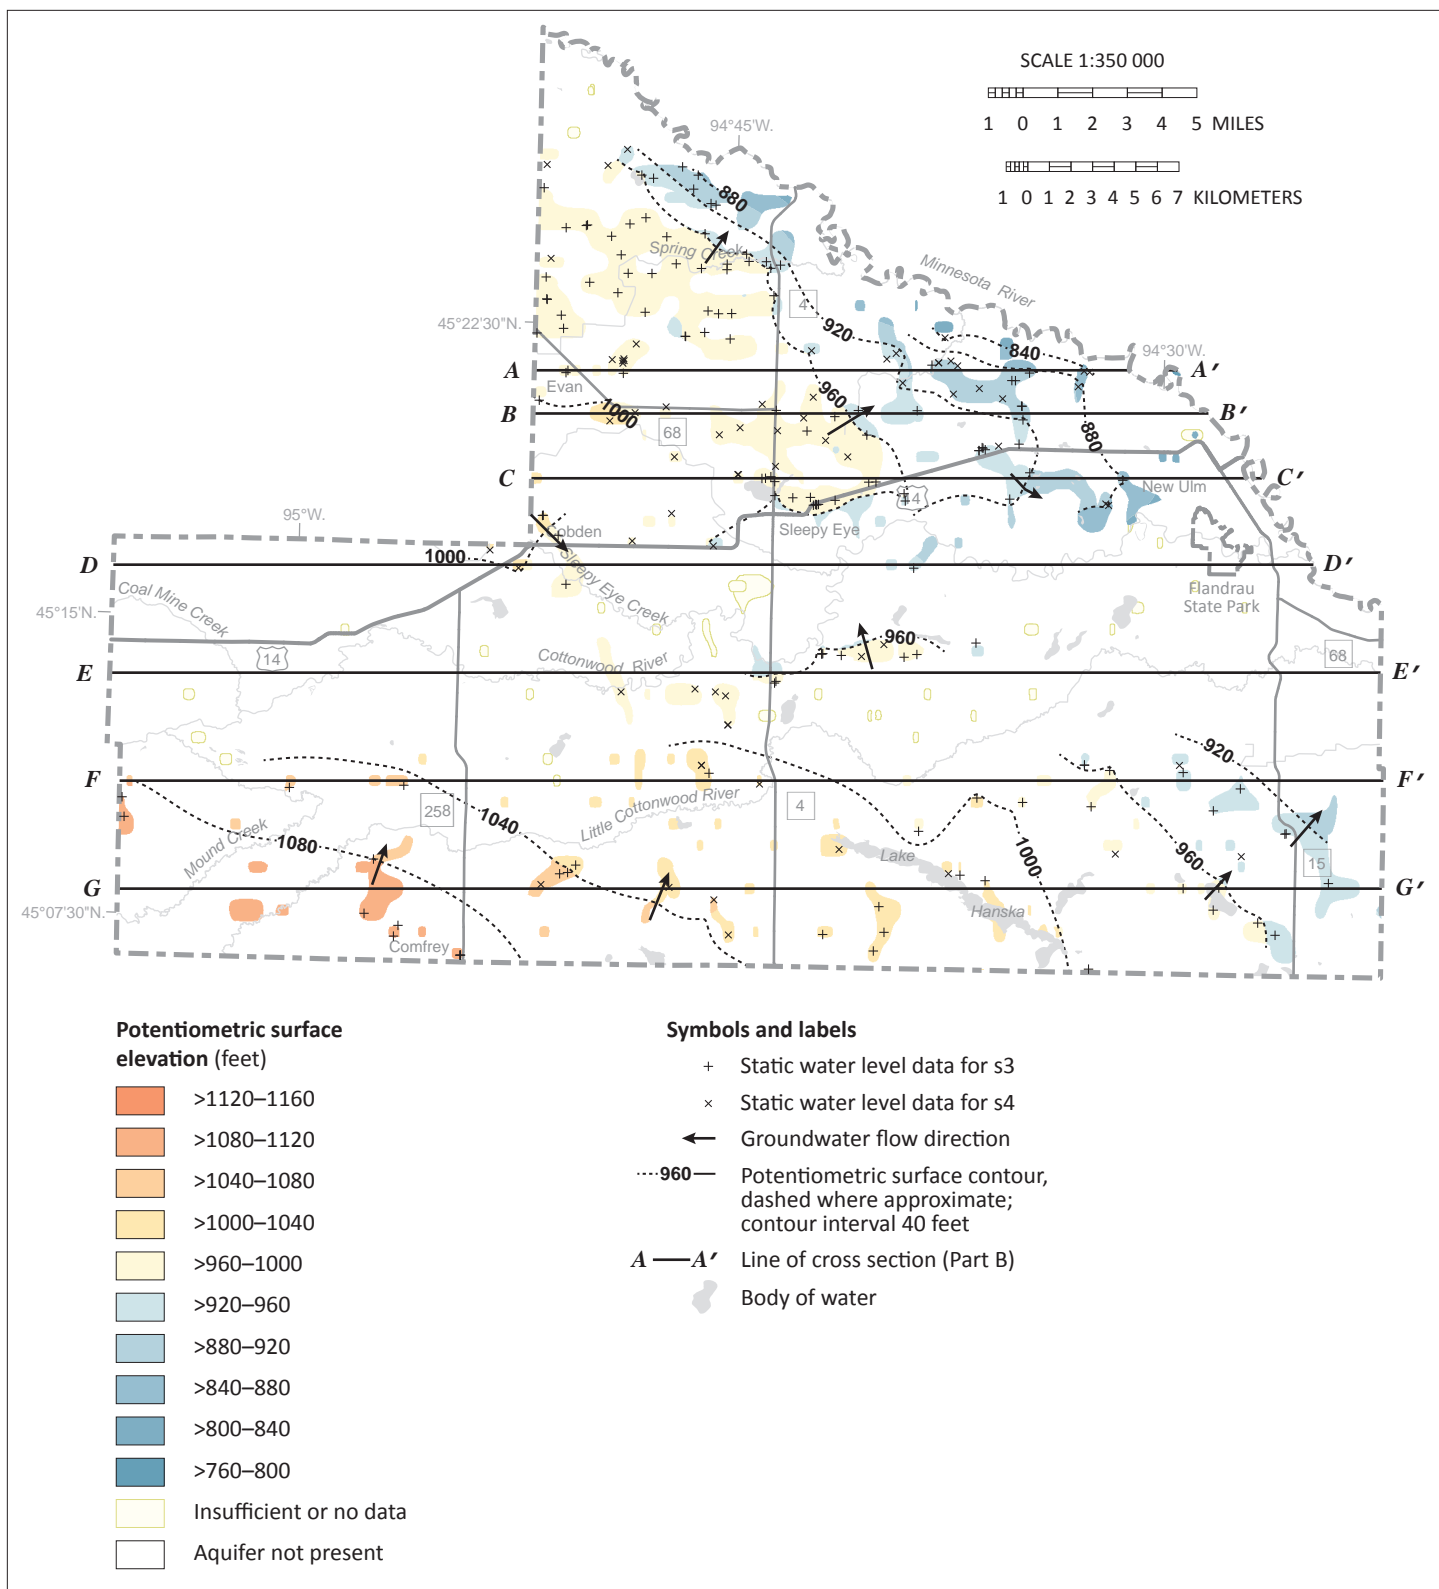 SCALE 1:350 000
1 0 1 2 3 4 5 MILES
1 0 1 2 3 4 5 6 7 KILOMETERS
94°45'W.
880
Spring Creek
Minnesota River
4
45°22'30"N.
920
840
94°30'W.
A A′
Evan
960
1000
B B′
68
880
C C′
New Ulm
14
95°W.
Cobden
Sleepy Eye
1000
D D′
Sleepy Eye Creek
Coal Mine Creek
Flandrau
State Park
45°15'N.
960
14
Cottonwood River
68
E E′
920
F F′
258
4
1040
Little Cottonwood River
Mound Creek
1080
Lake
1000
960
15
G G′
45°07'30"N.
Hanska
Comfrey
Potentiometric surface
elevation (feet)
>1120–1160
>1080–1120
>1040–1080
>1000–1040
>960–1000
>920–960
>880–920
>840–880
>800–840
>760–800
Insufficient or no data
Aquifer not present
Symbols and labels
+ Static water level data for s3
× Static water level data for s4
Groundwater flow direction
960 Potentiometric surface contour,
dashed where approximate;
contour interval 40 feet
A A′ Line of cross section (Part B)
Body of water